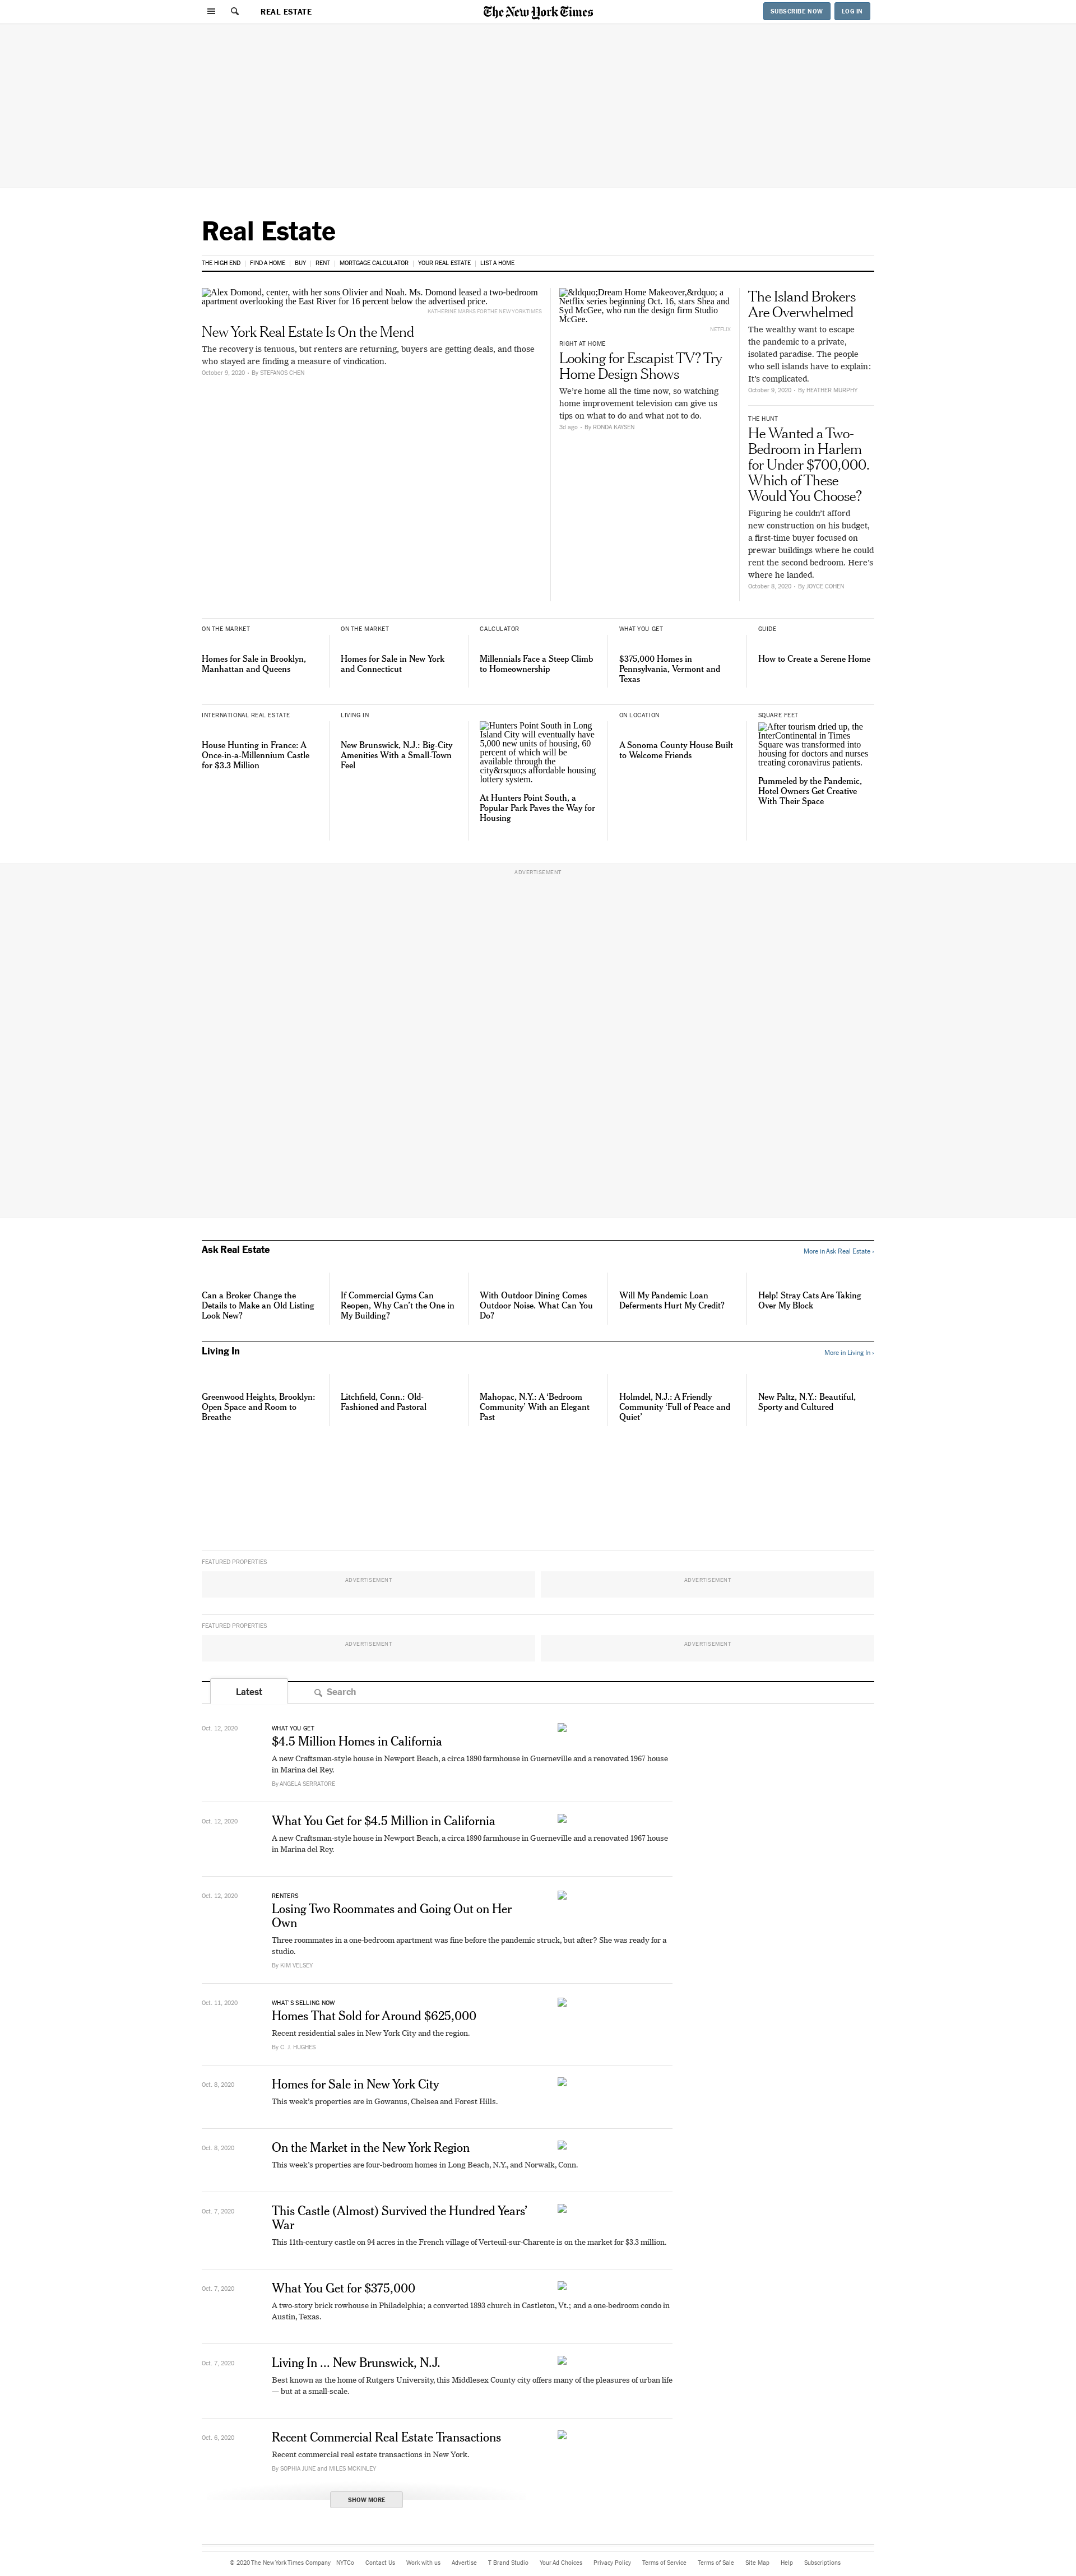 REAL ESTATE
The New York Times
SUBSCRIBE NOW
LOG IN
Real Estate
THE HIGH END
FIND A HOME
BUY
RENT
MORTGAGE CALCULATOR
YOUR REAL ESTATE
LIST A HOME
Alex Domond, center, with her sons Olivier and Noah. Ms. Domond leased a two-bedroom
apartment overlooking the East River for 16 percent below the advertised price.
KATHERINE MARKS FOR THE NEW YORK TIMES
New York Real Estate Is On the Mend
The recovery is tenuous, but renters are returning, buyers are getting deals, and those
who stayed are finding a measure of vindication.
October 9, 2020 • By STEFANOS CHEN
&ldquo;Dream Home Makeover,&rdquo; a
Netflix series beginning Oct. 16, stars Shea and
Syd McGee, who run the design firm Studio
McGee.
NETFLIX
RIGHT AT HOME
Looking for Escapist TV? Try
Home Design Shows
We’re home all the time now, so watching
home improvement television can give us
tips on what to do and what not to do.
3d ago • By RONDA KAYSEN
The Island Brokers
Are Overwhelmed
The wealthy want to escape
the pandemic to a private,
isolated paradise. The people
who sell islands have to explain:
It’s complicated.
October 9, 2020 • By HEATHER MURPHY
THE HUNT
He Wanted a Two-
Bedroom in Harlem
for Under $700,000.
Which of These
Would You Choose?
Figuring he couldn’t afford
new construction on his budget,
a first-time buyer focused on
prewar buildings where he could
rent the second bedroom. Here’s
where he landed.
October 8, 2020 • By JOYCE COHEN
ON THE MARKET
Homes for Sale in Brooklyn,
Manhattan and Queens
ON THE MARKET
Homes for Sale in New York
and Connecticut
CALCULATOR
Millennials Face a Steep Climb
to Homeownership
WHAT YOU GET
$375,000 Homes in
Pennsylvania, Vermont and
Texas
GUIDE
How to Create a Serene Home
INTERNATIONAL REAL ESTATE
House Hunting in France: A
Once-in-a-Millennium Castle
for $3.3 Million
LIVING IN
New Brunswick, N.J.: Big-City
Amenities With a Small-Town
Feel
Hunters Point South in Long
Island City will eventually have
5,000 new units of housing, 60
percent of which will be
available through the
city&rsquo;s affordable housing
lottery system.
At Hunters Point South, a
Popular Park Paves the Way for
Housing
ON LOCATION
A Sonoma County House Built
to Welcome Friends
SQUARE FEET
After tourism dried up, the
InterContinental in Times
Square was transformed into
housing for doctors and nurses
treating coronavirus patients.
Pummeled by the Pandemic,
Hotel Owners Get Creative
With Their Space
ADVERTISEMENT
Ask Real Estate
More in Ask Real Estate ›
Can a Broker Change the
Details to Make an Old Listing
Look New?
If Commercial Gyms Can
Reopen, Why Can’t the One in
My Building?
With Outdoor Dining Comes
Outdoor Noise. What Can You
Do?
Will My Pandemic Loan
Deferments Hurt My Credit?
Help! Stray Cats Are Taking
Over My Block
Living In
More in Living In ›
Greenwood Heights, Brooklyn:
Open Space and Room to
Breathe
Litchfield, Conn.: Old-
Fashioned and Pastoral
Mahopac, N.Y.: A ‘Bedroom
Community’ With an Elegant
Past
Holmdel, N.J.: A Friendly
Community ‘Full of Peace and
Quiet’
New Paltz, N.Y.: Beautiful,
Sporty and Cultured
FEATURED PROPERTIES
ADVERTISEMENT
ADVERTISEMENT
FEATURED PROPERTIES
ADVERTISEMENT
ADVERTISEMENT
Latest
Search
Oct. 12, 2020
WHAT YOU GET
$4.5 Million Homes in California
A new Craftsman-style house in Newport Beach, a circa 1890 farmhouse in Guerneville and a renovated 1967 house
in Marina del Rey.
By ANGELA SERRATORE
Oct. 12, 2020
What You Get for $4.5 Million in California
A new Craftsman-style house in Newport Beach, a circa 1890 farmhouse in Guerneville and a renovated 1967 house
in Marina del Rey.
Oct. 12, 2020
RENTERS
Losing Two Roommates and Going Out on Her
Own
Three roommates in a one-bedroom apartment was fine before the pandemic struck, but after? She was ready for a
studio.
By KIM VELSEY
Oct. 11, 2020
WHAT’S SELLING NOW
Homes That Sold for Around $625,000
Recent residential sales in New York City and the region.
By C. J. HUGHES
Oct. 8, 2020
Homes for Sale in New York City
This week’s properties are in Gowanus, Chelsea and Forest Hills.
Oct. 8, 2020
On the Market in the New York Region
This week’s properties are four-bedroom homes in Long Beach, N.Y., and Norwalk, Conn.
Oct. 7, 2020
This Castle (Almost) Survived the Hundred Years’
War
This 11th-century castle on 94 acres in the French village of Verteuil-sur-Charente is on the market for $3.3 million.
Oct. 7, 2020
What You Get for $375,000
A two-story brick rowhouse in Philadelphia; a converted 1893 church in Castleton, Vt.; and a one-bedroom condo in
Austin, Texas.
Oct. 7, 2020
Living In ... New Brunswick, N.J.
Best known as the home of Rutgers University, this Middlesex County city offers many of the pleasures of urban life
— but at a small-scale.
Oct. 6, 2020
Recent Commercial Real Estate Transactions
Recent commercial real estate transactions in New York.
By SOPHIA JUNE and MILES MCKINLEY
SHOW MORE
© 2020 The New York Times Company
NYTCo
Contact Us
Work with us
Advertise
T Brand Studio
Your Ad Choices
Privacy Policy
Terms of Service
Terms of Sale
Site Map
Help
Subscriptions